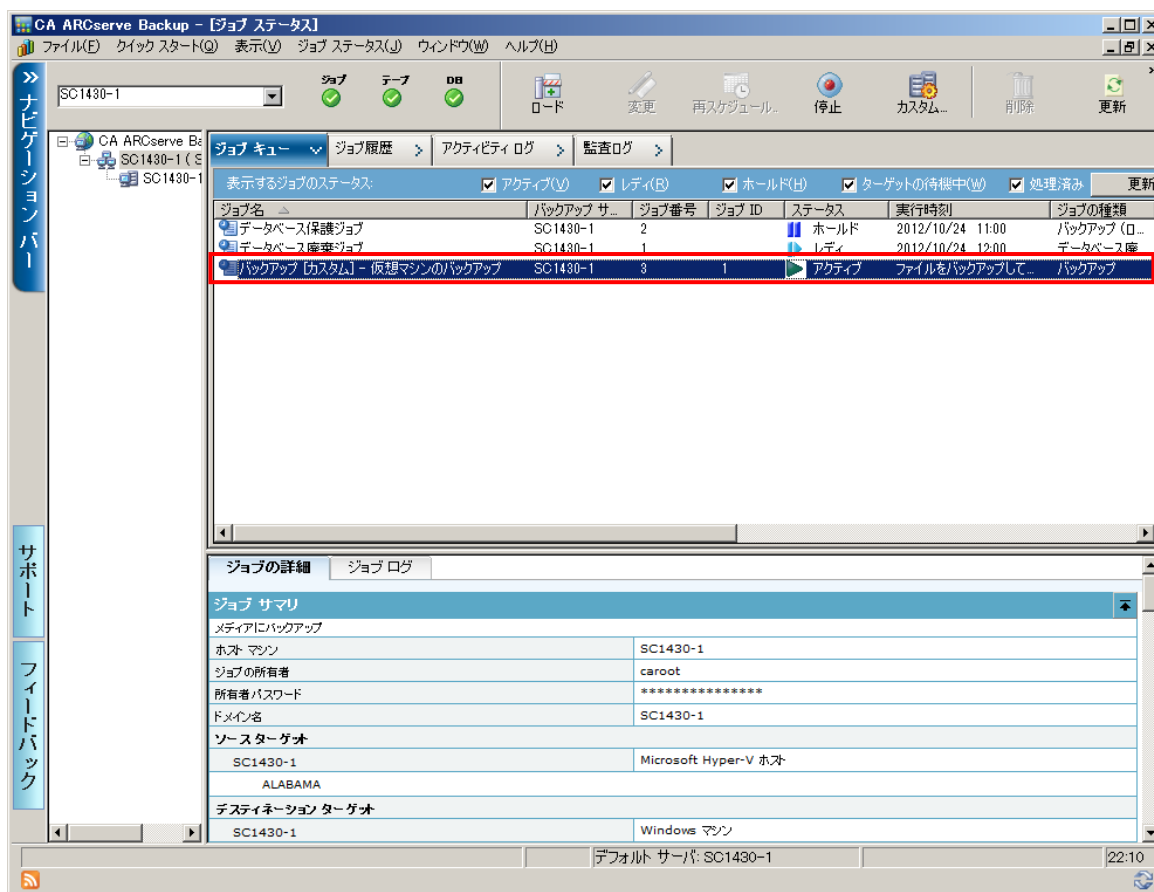 CA ARCserve Backup - [ジョブ ステータス]
ファイル(F) クイック スタート(Q) 表示(V) ジョブ ステータス(J) ウィンドウ(W) ヘルプ(H)
SC1430-1
ジョブ テープ DB
ロード 変更 再スケジュール.. 停止 カスタム... 削除 更新
ナビゲーション バー
サポート
フィードバック
CA ARCserve Ba
SC1430-1 ( S
SC1430-1
ジョブ キュー ジョブ履歴 アクティビティ ログ 監査ログ
表示するジョブのステータス: アクティブ(V) レディ(R) ホールド(H) ターゲットの待機中(W) 処理済み 更新
ジョブ名 バックアップ サ... ジョブ番号 ジョブ ID ステータス 実行時刻 ジョブの種類
データベース保護ジョブ SC1430-1 2 ホールド 2012/10/24 11:00 バックアップ (ロ...
データベース廃棄ジョブ SC1430-1 1 レディ 2012/10/24 12:00 データベース廃
バックアップ [カスタム] - 仮想マシンのバックアップ SC1430-1 3 1 アクティブ ファイルをバックアップして... バックアップ
ジョブの詳細 ジョブ ログ
ジョブ サマリ
メディアにバックアップ
ホスト マシン SC1430-1
ジョブの所有者 caroot
所有者パスワード ***************
ドメイン名 SC1430-1
ソース ターゲット
SC1430-1 Microsoft Hyper-V ホスト
ALABAMA
デスティネーション ターゲット
SC1430-1 Windows マシン
デフォルト サーバ: SC1430-1 22:10